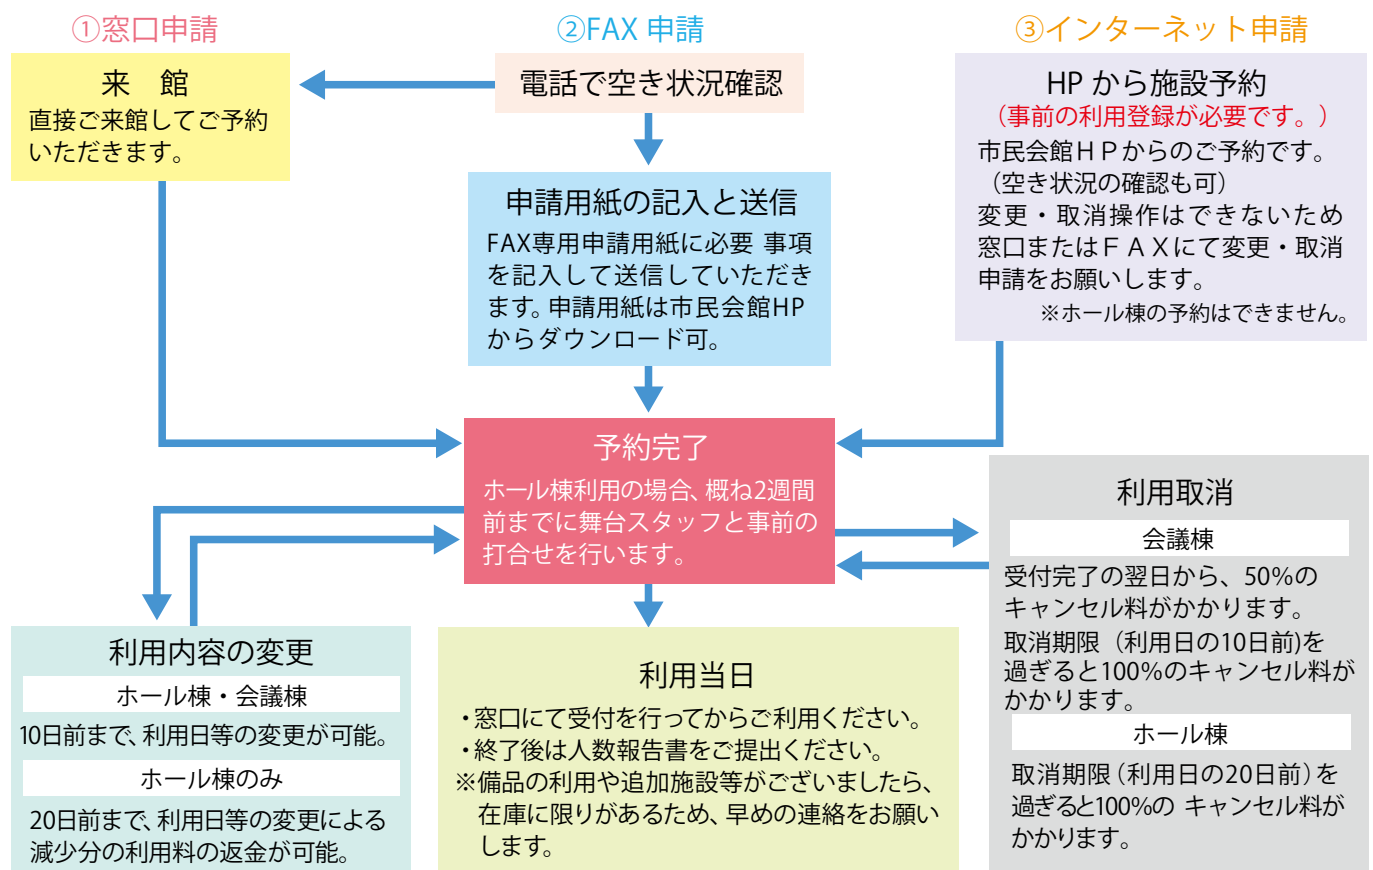 ①窓口申請
来　館
直接ご来館してご予約
いただきます。
②FAX 申請
電話で空き状況確認
申請用紙の記入と送信
FAX専用申請用紙に必要 事項
を記入して送信していただき
ます。申請用紙は市民会館HP
からダウンロード可。
③インターネット申請
HP から施設予約
（事前の利用登録が必要です。）
市民会館ＨＰからのご予約です。
（空き状況の確認も可）
変更・取消操作はできないため
窓口またはＦＡＸにて変更・取消
申請をお願いします。
※ホール棟の予約はできません。
予約完了
ホール棟利用の場合、概ね2週間
前までに舞台スタッフと事前の
打合せを行います。
利用内容の変更
ホール棟・会議棟
10日前まで、利用日等の変更が可能。
ホール棟のみ
20日前まで、利用日等の変更による
減少分の利用料の返金が可能。
利用当日
・窓口にて受付を行ってからご利用ください。
・終了後は人数報告書をご提出ください。
※備品の利用や追加施設等がございましたら、
在庫に限りがあるため、早めの連絡をお願い
します。
利用取消
会議棟
受付完了の翌日から、50%の
キャンセル料がかかります。
取消期限（利用日の10日前)を
過ぎると100%のキャンセル料が
かかります。
ホール棟
取消期限（利用日の20日前）を
過ぎると100%の キャンセル料が
かかります。